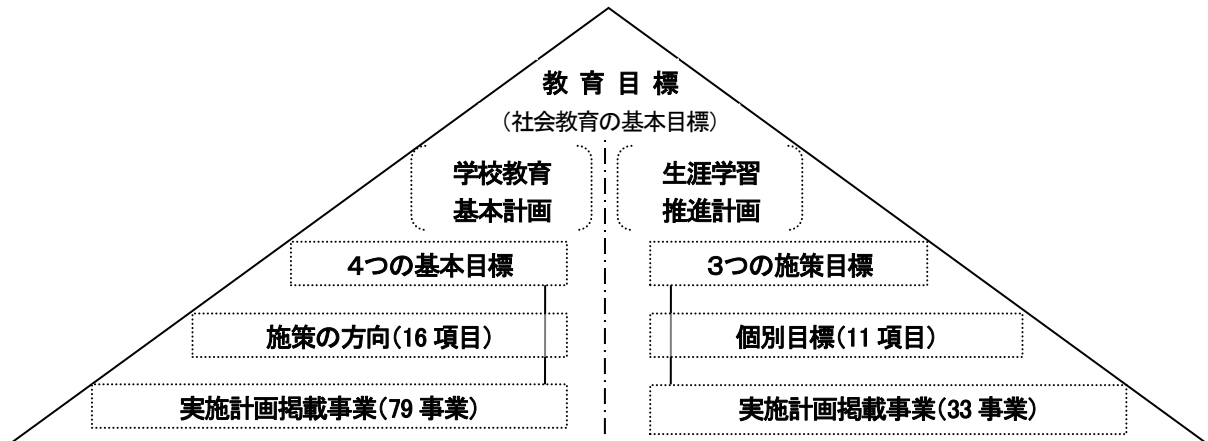 教 育 目 標
（社会教育の基本目標）
学校教育
基本計画
生涯学習
推進計画
４つの基本目標
３つの施策目標
施策の方向（16 項目）
個別目標（11 項目）
実施計画掲載事業（79 事業）
実施計画掲載事業（33 事業）